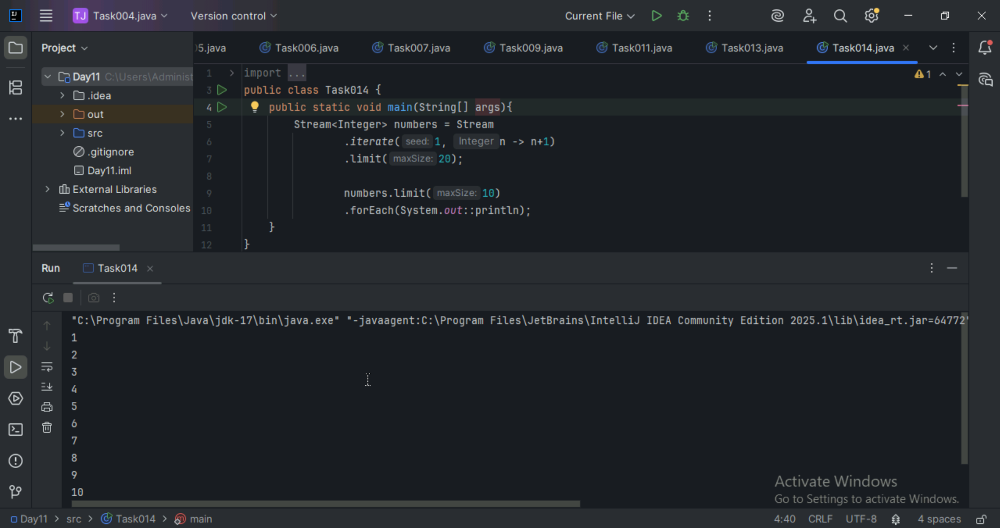 TJ Task004.java Version control Current File
Project
)5.java Task006.java Task007.java Task009.java Task011.java Task013.java Task014.java
Day11 C:\Users\Administ
.idea
out
src
.gitignore
Day11.iml
External Libraries
Scratches and Consoles
1 import ...
3 public class Task014 {
4 public static void main(String[] args){
5 Stream<Integer> numbers = Stream
6 .iterate( seed: 1, Integer n -> n+1)
7 .limit( maxSize: 20);
8
9 numbers.limit( maxSize: 10)
10 .forEach(System.out::println);
11 }
12 }
1
Run Task014
"C:\Program Files\Java\jdk-17\bin\java.exe" "-javaagent:C:\Program Files\JetBrains\IntelliJ IDEA Community Edition 2025.1\lib\idea_rt.jar=64772"
1
2
3
4
5
6
7
8
9
10
Activate Windows
Go to Settings to activate Windows.
Day11 > src > Task014 > main 4:40 CRLF UTF-8 4 spaces